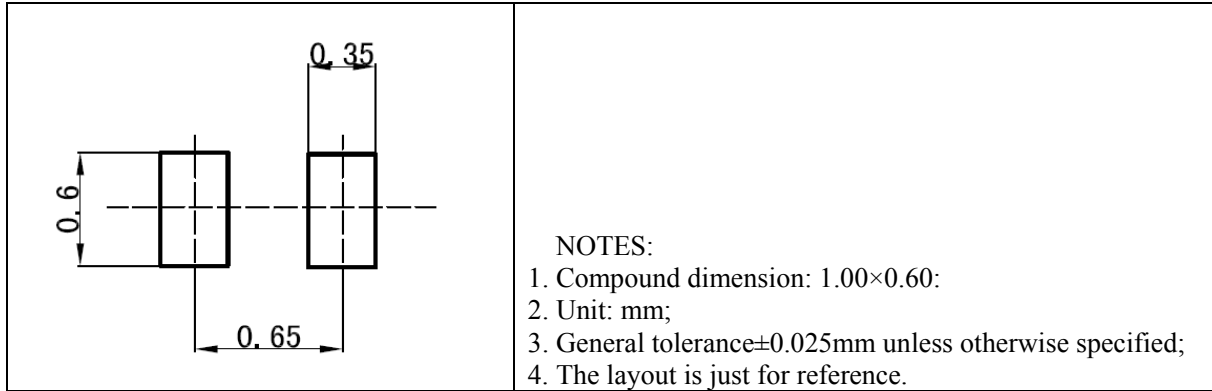 0.35
0.6
0.65
NOTES:
1. Compound dimension: 1.00×0.60:
2. Unit: mm;
3. General tolerance±0.025mm unless otherwise specified;
4. The layout is just for reference.